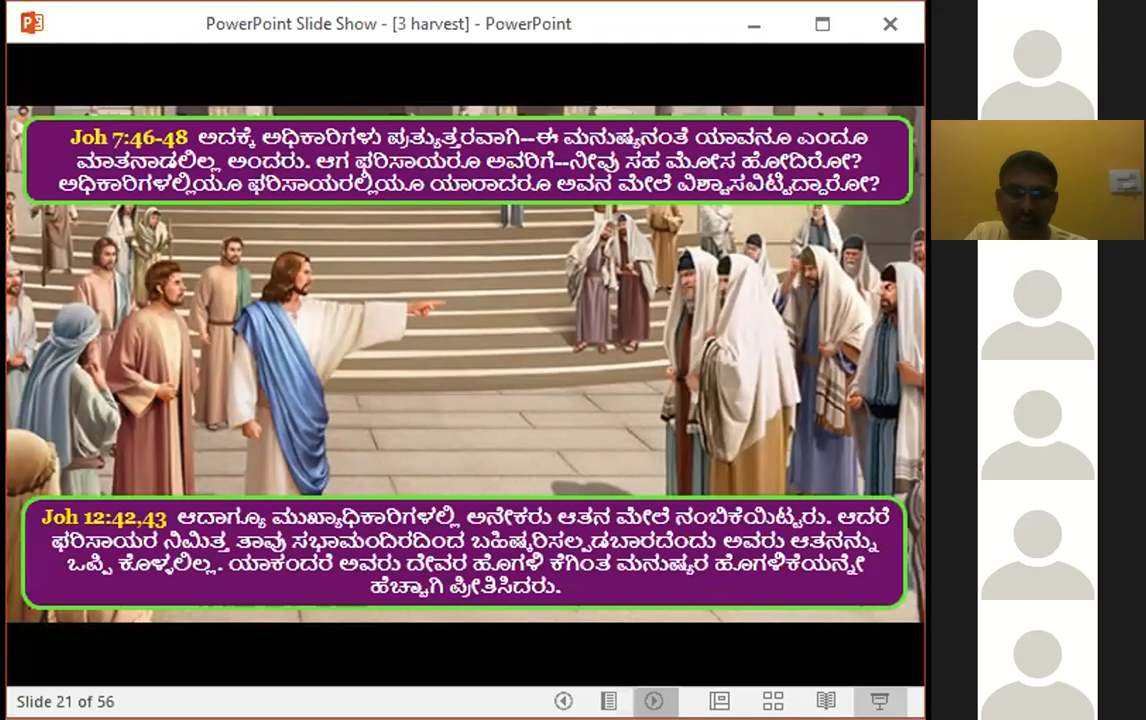 PowerPoint Slide Show - [3 harvest] - PowerPoint
Joh 7:46-48 ಅದಕ್ಕೆ ಅಧಿಕಾರಿಗಳು ಪ್ರತ್ಯುತ್ತರವಾಗಿ--ಈ ಮನುಷ್ಯನಂತೆ ಯಾವನೂ ಎಂದೂ
ಮಾತನಾಡಲಿಲ್ಲ ಅಂದರು. ಆಗ ಫರಿಸಾಯರೂ ಅವರಿಗೆ--ನೀವು ಸಹ ಮೋಸ ಹೋದಿರೋ?
ಅಧಿಕಾರಿಗಳಲ್ಲಿಯೂ ಫರಿಸಾಯರಲ್ಲಿಯೂ ಯಾರಾದರೂ ಅವನ ಮೇಲೆ ವಿಶ್ವಾಸವಿಟ್ಟಿದ್ದಾರೋ?
Joh 12:42,43 ಆದಾಗ್ಯೂ ಮುಖ್ಯಾಧಿಕಾರಿಗಳಲ್ಲಿ ಅನೇಕರು ಆತನ ಮೇಲೆ ನಂಬಿಕೆಯಿಟ್ಟರು. ಆದರೆ
ಫರಿಸಾಯರ ನಿಮಿತ್ತ ತಾವು ಸಭಾಮಂದಿರದಿಂದ ಬಹಿಷ್ಕರಿಸಲ್ಪಡಬಾರದೆಂದು ಅವರು ಆತನನ್ನು
ಒಪ್ಪಿ ಕೊಳ್ಳಲಿಲ್ಲ. ಯಾಕಂದರೆ ಅವರು ದೇವರ ಹೊಗಳಿ ಕೆಗಿಂತ ಮನುಷ್ಯರ ಹೊಗಳಿಕೆಯನ್ನೇ
ಹೆಚ್ಚಾಗಿ ಪ್ರೀತಿಸಿದರು.
Slide 21 of 56